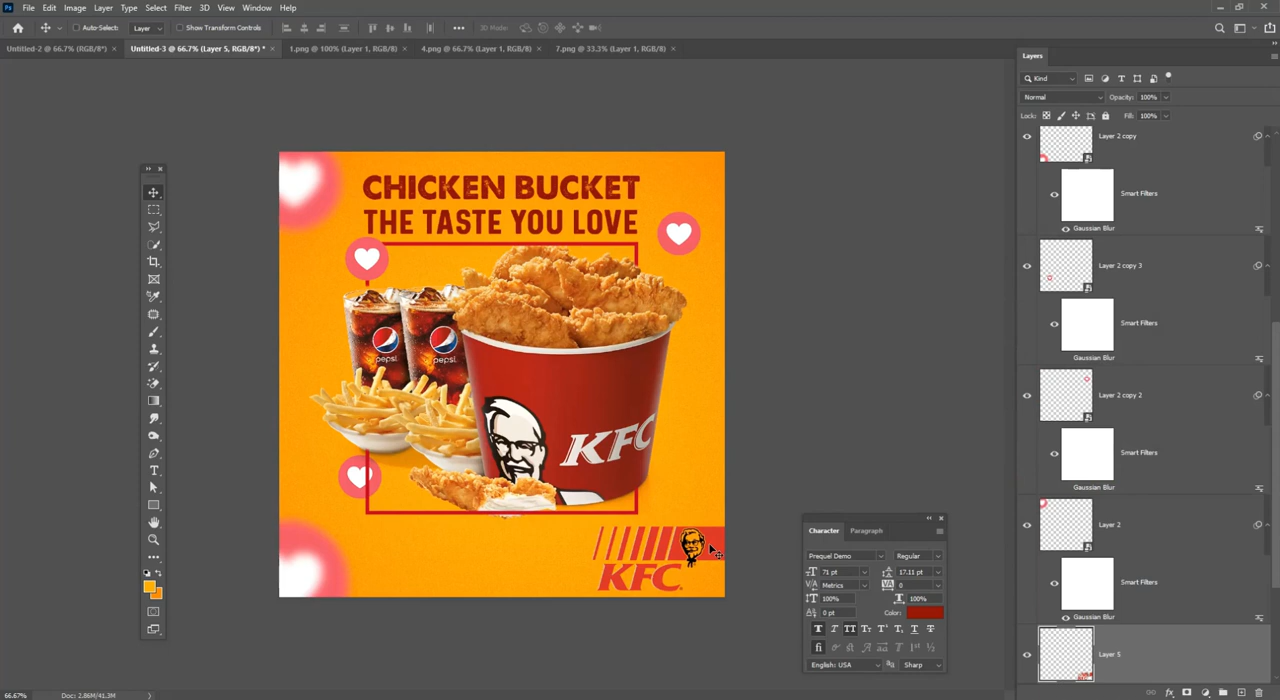 Ps File Edit Image Layer Type Select Filter 3D View Window Help
Auto-Select: Layer Show Transform Controls 3D Mode:
Untitled-2 @ 66.7% (RGB/8*) × Untitled-3 @ 66.7% (Layer 5, RGB/8*) * × 1.png @ 100% (Layer 1, RGB/8) × 4.png @ 66.7% (Layer 1, RGB/8) × 7.png @ 33.3% (Layer 1, RGB/8) ×
Layers
Kind
Normal Opacity: 100%
Lock: Fill: 100%
Layer 2 copy
Smart Filters
Gaussian Blur
Layer 2 copy 3
Smart Filters
Gaussian Blur
Layer 2 copy 2
Smart Filters
Gaussian Blur
Layer 2
Smart Filters
Gaussian Blur
Layer 5
CHICKEN BUCKET
THE TASTE YOU LOVE
pepsi
pepsi
KFC
KFC
Character Paragraph
Prequel Demo Regular
71 pt 17.11 pt
Metrics 0
100% 100%
0 pt Color:
English: USA Sharp
66.67% Doc: 2.86M/41.3M